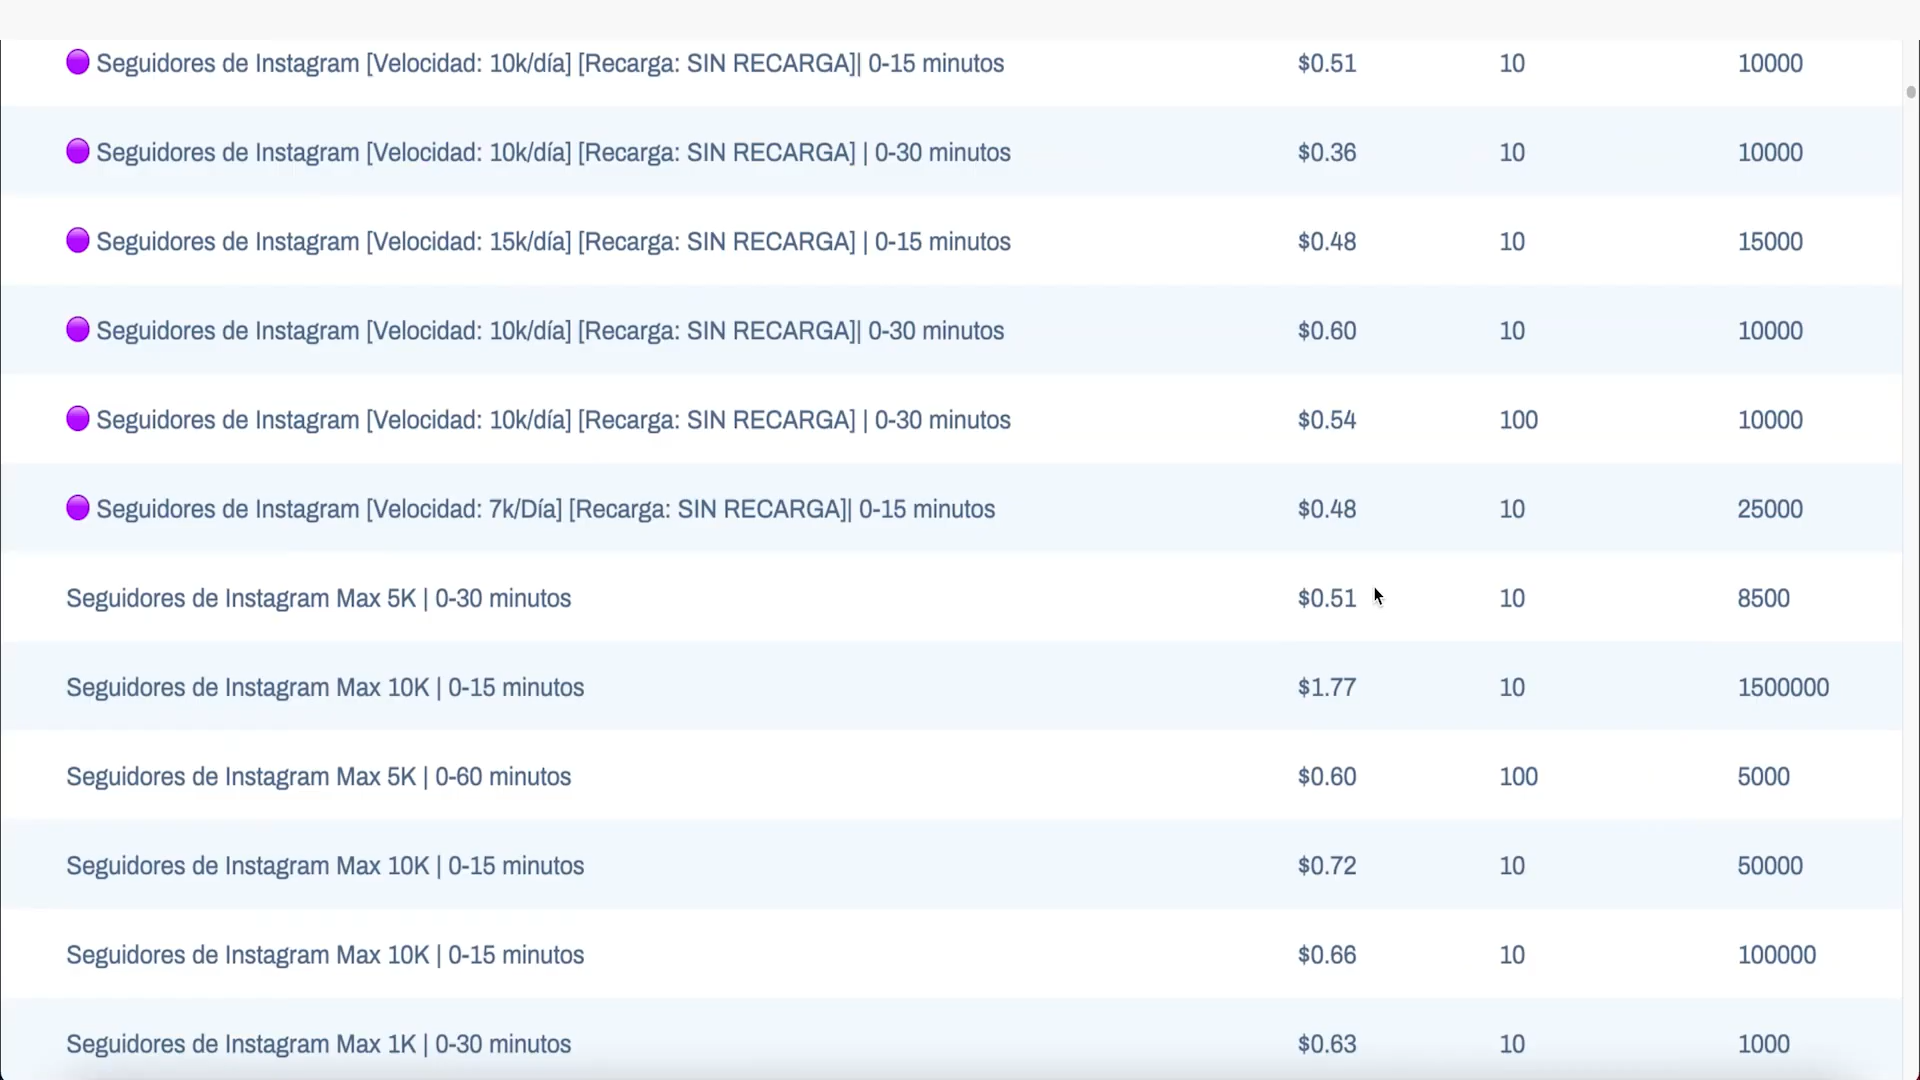 Seguidores de Instagram [Velocidad: 10k/día] [Recarga: SIN RECARGA]| 0-15 minutos $0.51 10 10000
Seguidores de Instagram [Velocidad: 10k/día] [Recarga: SIN RECARGA] | 0-30 minutos $0.36 10 10000
Seguidores de Instagram [Velocidad: 15k/día] [Recarga: SIN RECARGA] | 0-15 minutos $0.48 10 15000
Seguidores de Instagram [Velocidad: 10k/día] [Recarga: SIN RECARGA]| 0-30 minutos $0.60 10 10000
Seguidores de Instagram [Velocidad: 10k/día] [Recarga: SIN RECARGA] | 0-30 minutos $0.54 100 10000
Seguidores de Instagram [Velocidad: 7k/Día] [Recarga: SIN RECARGA]| 0-15 minutos $0.48 10 25000
Seguidores de Instagram Max 5K | 0-30 minutos $0.51 10 8500
Seguidores de Instagram Max 10K | 0-15 minutos $1.77 10 1500000
Seguidores de Instagram Max 5K | 0-60 minutos $0.60 100 5000
Seguidores de Instagram Max 10K | 0-15 minutos $0.72 10 50000
Seguidores de Instagram Max 10K | 0-15 minutos $0.66 10 100000
Seguidores de Instagram Max 1K | 0-30 minutos $0.63 10 1000